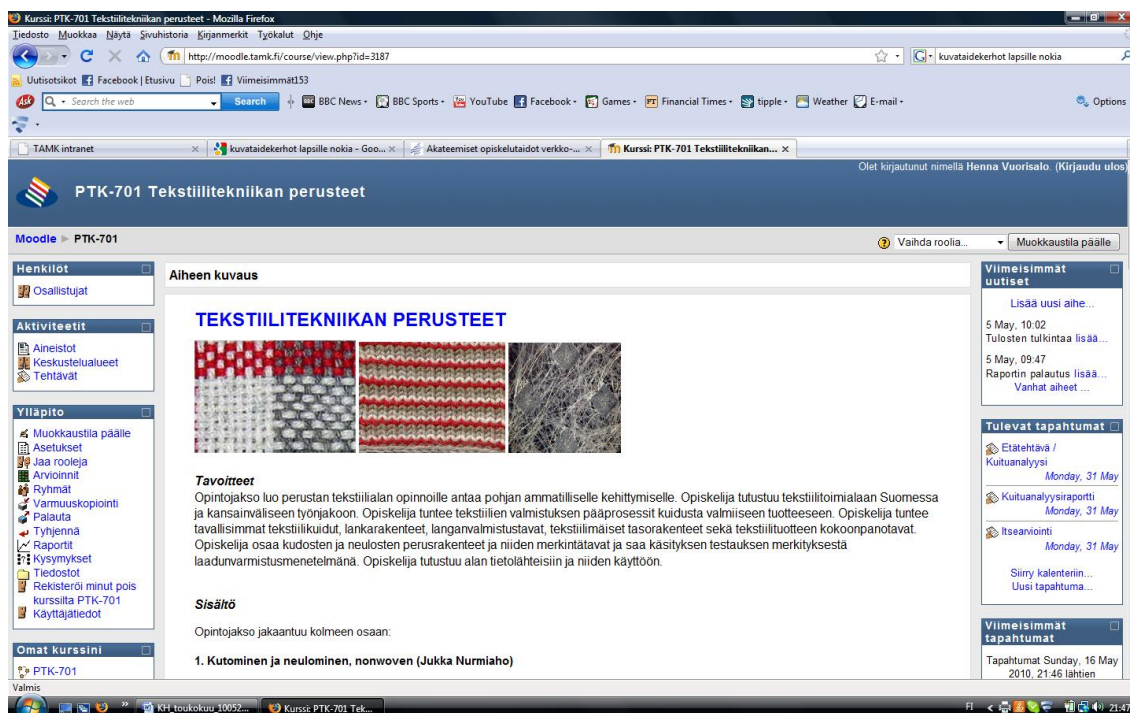 Kurssi: PTK-701 Tekstiilitekniikan perusteet - Mozilla Firefox
Tiedosto Muokkaa Näytä Sivuhistoria Kirjanmerkit Työkalut Ohje
http://moodle.tamk.fi/course/view.php?id=3187
kuvataidekerhot lapsille nokia
Uutisotsikot Facebook | Etusivu Pois! Viimeisimmät153
Ask Search the web Search BBC News BBC Sports YouTube Facebook Games Financial Times tipple Weather E-mail Options
TAMK intranet
kuvataidekerhot lapsille nokia - Goo...
Akateemiset opiskelutaidot verkko-...
Kurssi: PTK-701 Tekstiilitekniikan...
Olet kirjautunut nimellä Henna Vuorisalo. (Kirjaudu ulos)
PTK-701 Tekstiilitekniikan perusteet
Moodle ► PTK-701
Vaihda roolia...
Muokkaustila päälle
Henkilöt
Osallistujat
Aktiviteetit
Aineistot
Keskustelualueet
Tehtävät
Ylläpito
Muokkaustila päälle
Asetukset
Jaa rooleja
Arvioinnit
Ryhmät
Varmuuskopiointi
Palauta
Tyhjennä
Raportit
Kysymykset
Tiedostot
Rekisteröi minut pois
kurssilta PTK-701
Käyttäjätiedot
Omat kurssini
PTK-701
Aiheen kuvaus
TEKSTIILITEKNIIKAN PERUSTEET
Tavoitteet
Opintojakso luo perustan tekstiilialan opinnoille antaa pohjan ammatilliselle kehittymiselle. Opiskelija tutustuu tekstiilitoimialaan Suomessa
ja kansainväliseen työnjakoon. Opiskelija tuntee tekstiilien valmistuksen pääprosessit kuidusta valmiiseen tuotteeseen. Opiskelija tuntee
tavallisimmat tekstiilikuidut, lankarakenteet, langanvalmistustavat, tekstiilimäiset tasorakenteet sekä tekstiilituotteen kokoonpanotavat.
Opiskelija osaa kudosten ja neulosten perusrakenteet ja niiden merkintätavat ja saa käsityksen testauksen merkityksestä
laadunvarmistusmenetelmänä. Opiskelija tutustuu alan tietolähteisiin ja niiden käyttöön.
Sisältö
Opintojakso jakaantuu kolmeen osaan:
1. Kutominen ja neulominen, nonwoven (Jukka Nurmiaho)
Viimeisimmät
uutiset
Lisää uusi aihe...
5 May, 10:02
Tulosten tulkintaa lisää...
5 May, 09:47
Raportin palautus lisää...
Vanhat aiheet ...
Tulevat tapahtumat
Etätehtävä /
Kuituanalyysi
Monday, 31 May
Kuituanalyysiraportti
Monday, 31 May
Itsearviointi
Monday, 31 May
Siirry kalenteriin...
Uusi tapahtuma...
Viimeisimmät
tapahtumat
Tapahtumat Sunday, 16 May
2010, 21:46 lähtien
Valmis
KH_toukokuu_10052...
Kurssi: PTK-701 Tek...
FI
21:47